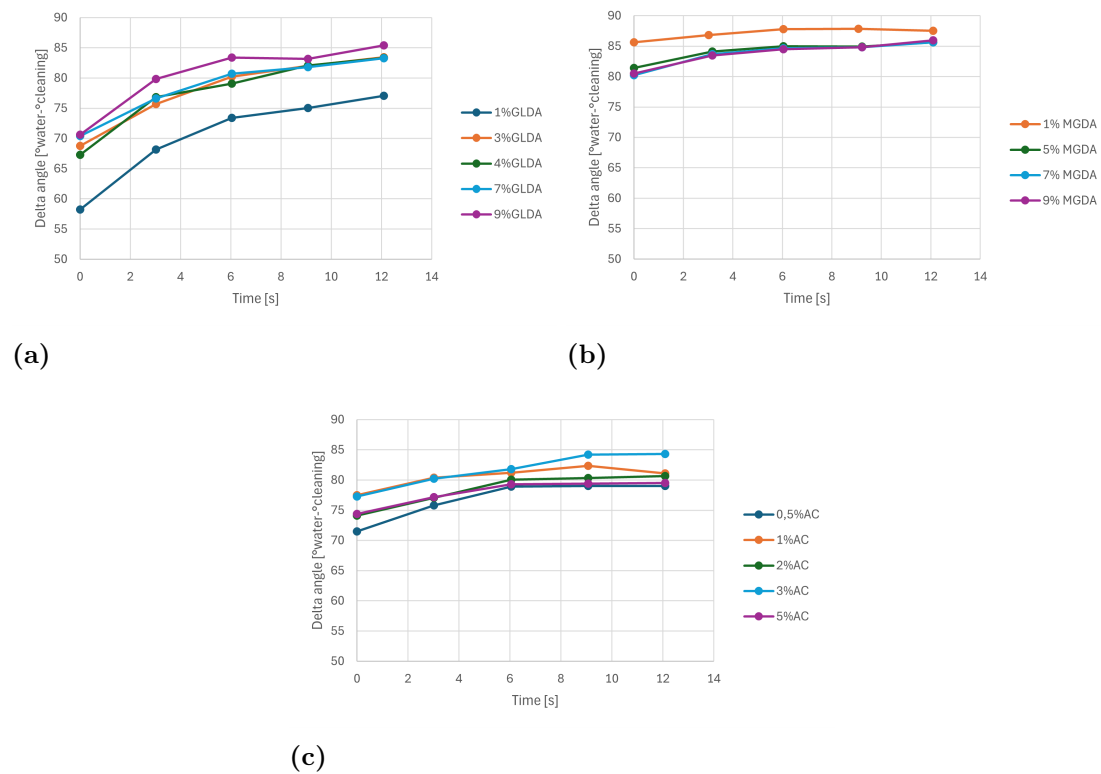 90
85
80
75
70
65
60
55
50
Delta angle [°water-°cleaning]
0 2 4 6 8 10 12 14
Time [s]
1%GLDA
3%GLDA
4%GLDA
7%GLDA
9%GLDA
(a)
90
85
80
75
70
65
60
55
50
Delta angle [°water-°cleaning]
0 2 4 6 8 10 12 14
Time [s]
1% MGDA
5% MGDA
7% MGDA
9% MGDA
(b)
90
85
80
75
70
65
60
55
50
Delta angle [°water-°cleaning]
0 2 4 6 8 10 12 14
Time [s]
0,5%AC
1%AC
2%AC
3%AC
5%AC
(c)